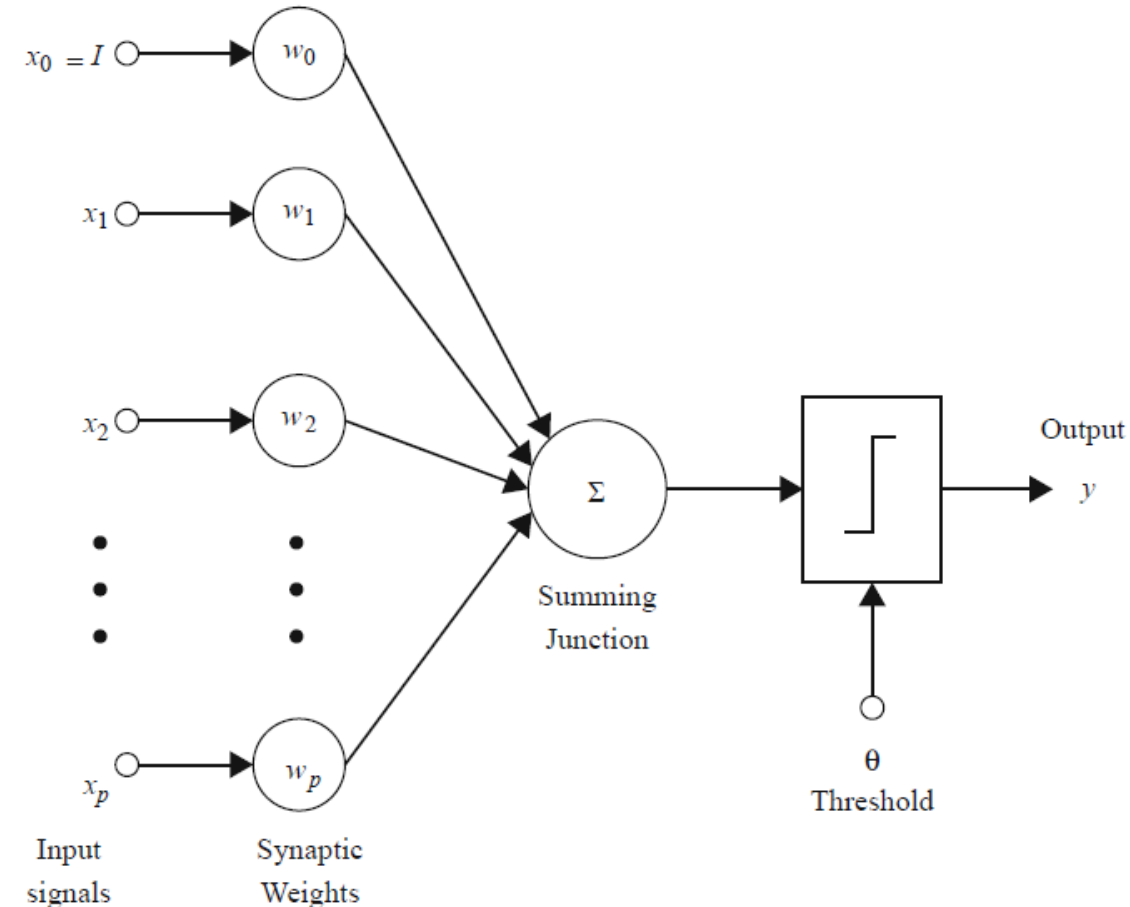 x0 = I
w0
x1
w1
x2
w2
Σ
Output
y
Summing
Junction
θ
Threshold
xp
wp
Input
signals
Synaptic
Weights